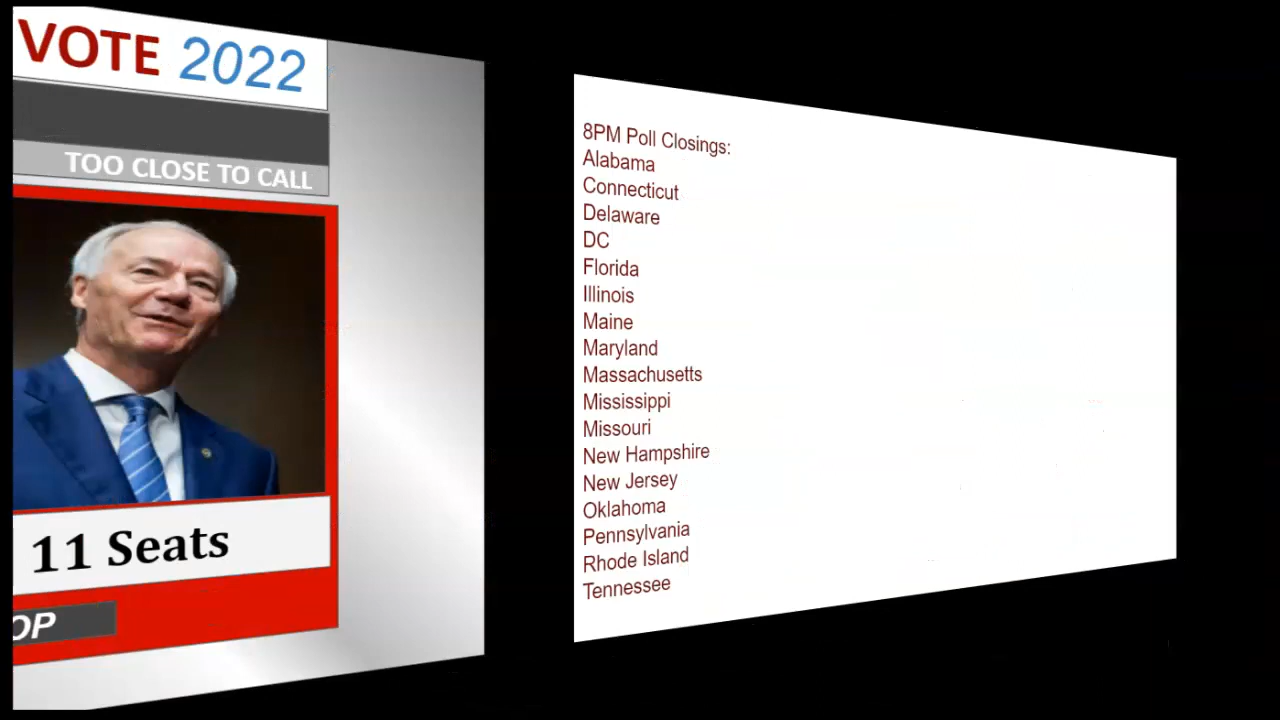 VOTE 2022
TOO CLOSE TO CALL
11 Seats
OP
8PM Poll Closings:
Alabama
Connecticut
Delaware
DC
Florida
Illinois
Maine
Maryland
Massachusetts
Mississippi
Missouri
New Hampshire
New Jersey
Oklahoma
Pennsylvania
Rhode Island
Tennessee